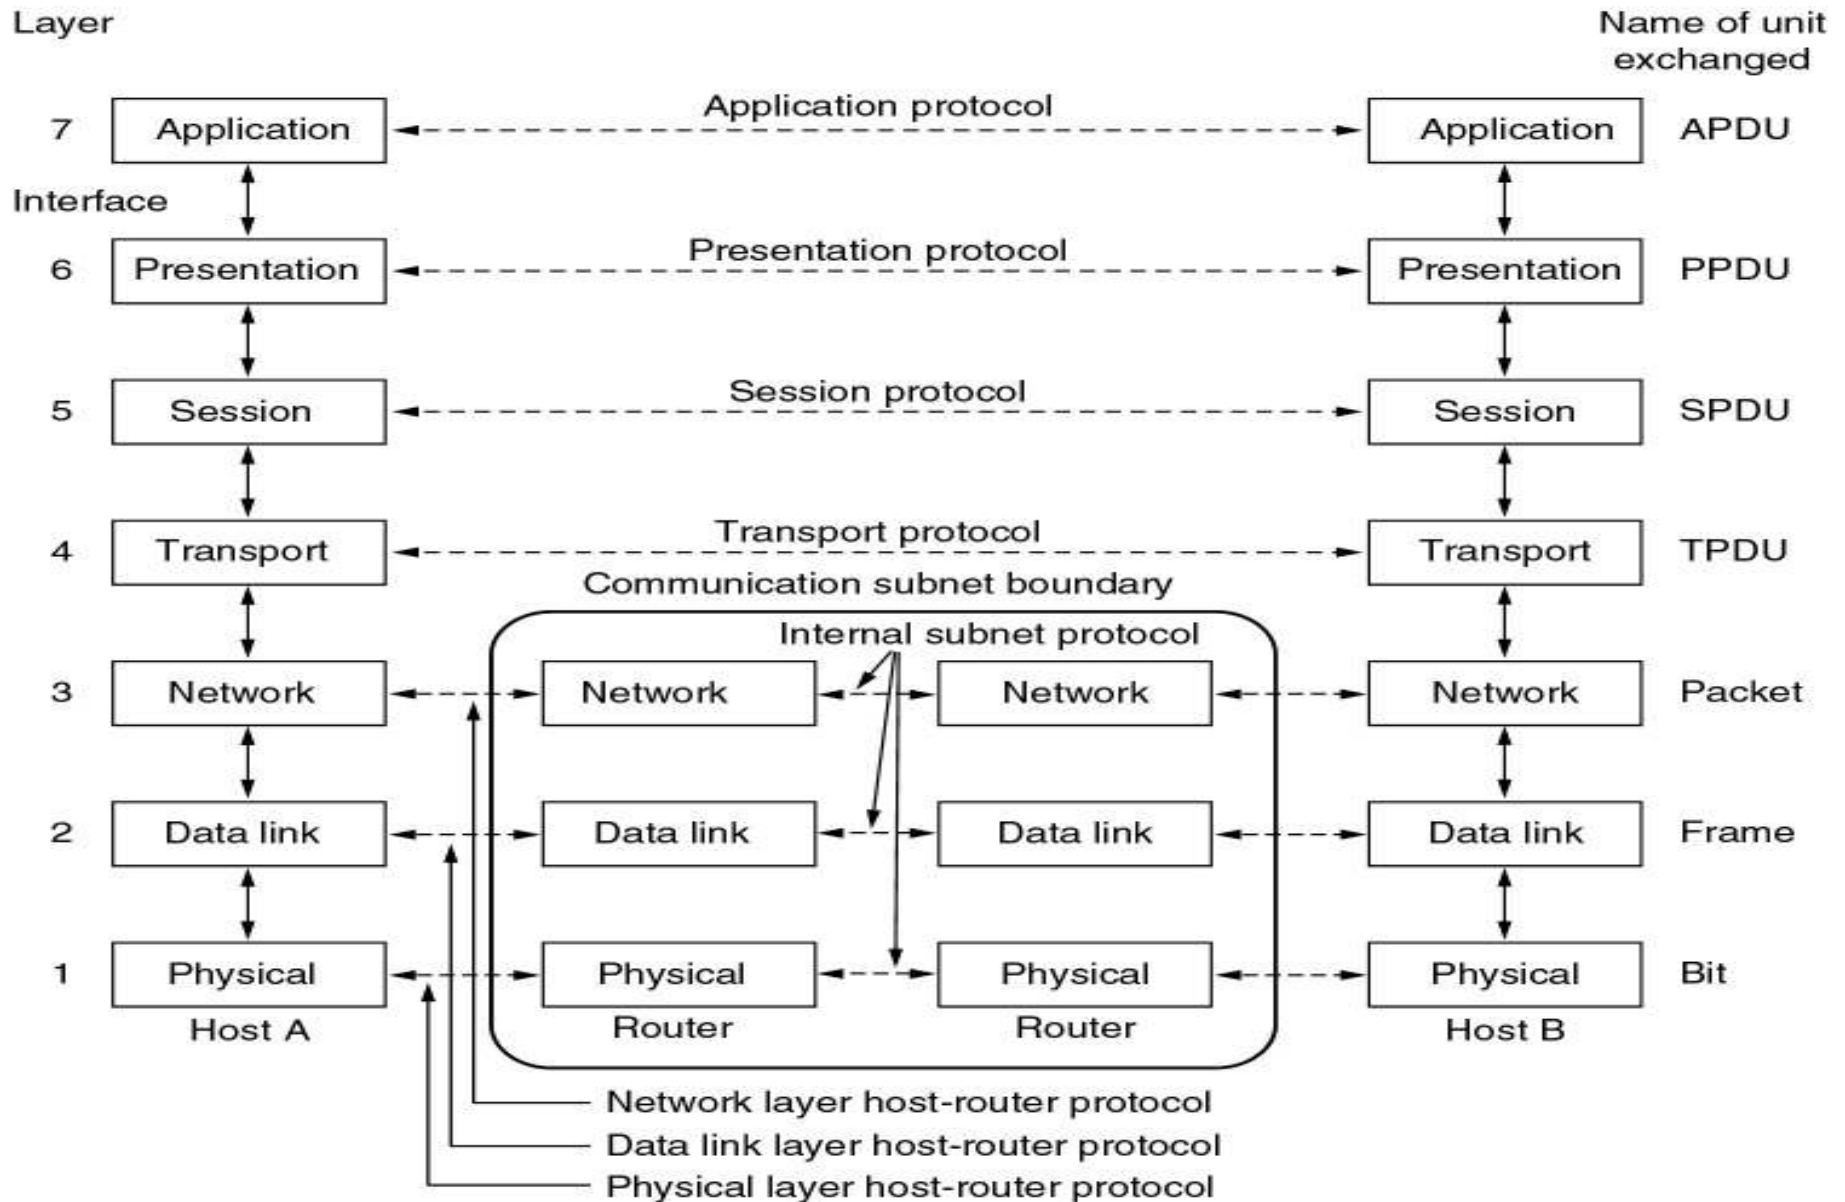 Layer
Name of unit
exchanged
7 Application Application protocol Application APDU
Interface
6 Presentation Presentation protocol Presentation PPDU
5 Session Session protocol Session SPDU
4 Transport Transport protocol Transport TPDU
Communication subnet boundary
Internal subnet protocol
3 Network Network Network Network Packet
2 Data link Data link Data link Data link Frame
1 Physical Physical Physical Physical Bit
Host A Router Router Host B
Network layer host-router protocol
Data link layer host-router protocol
Physical layer host-router protocol